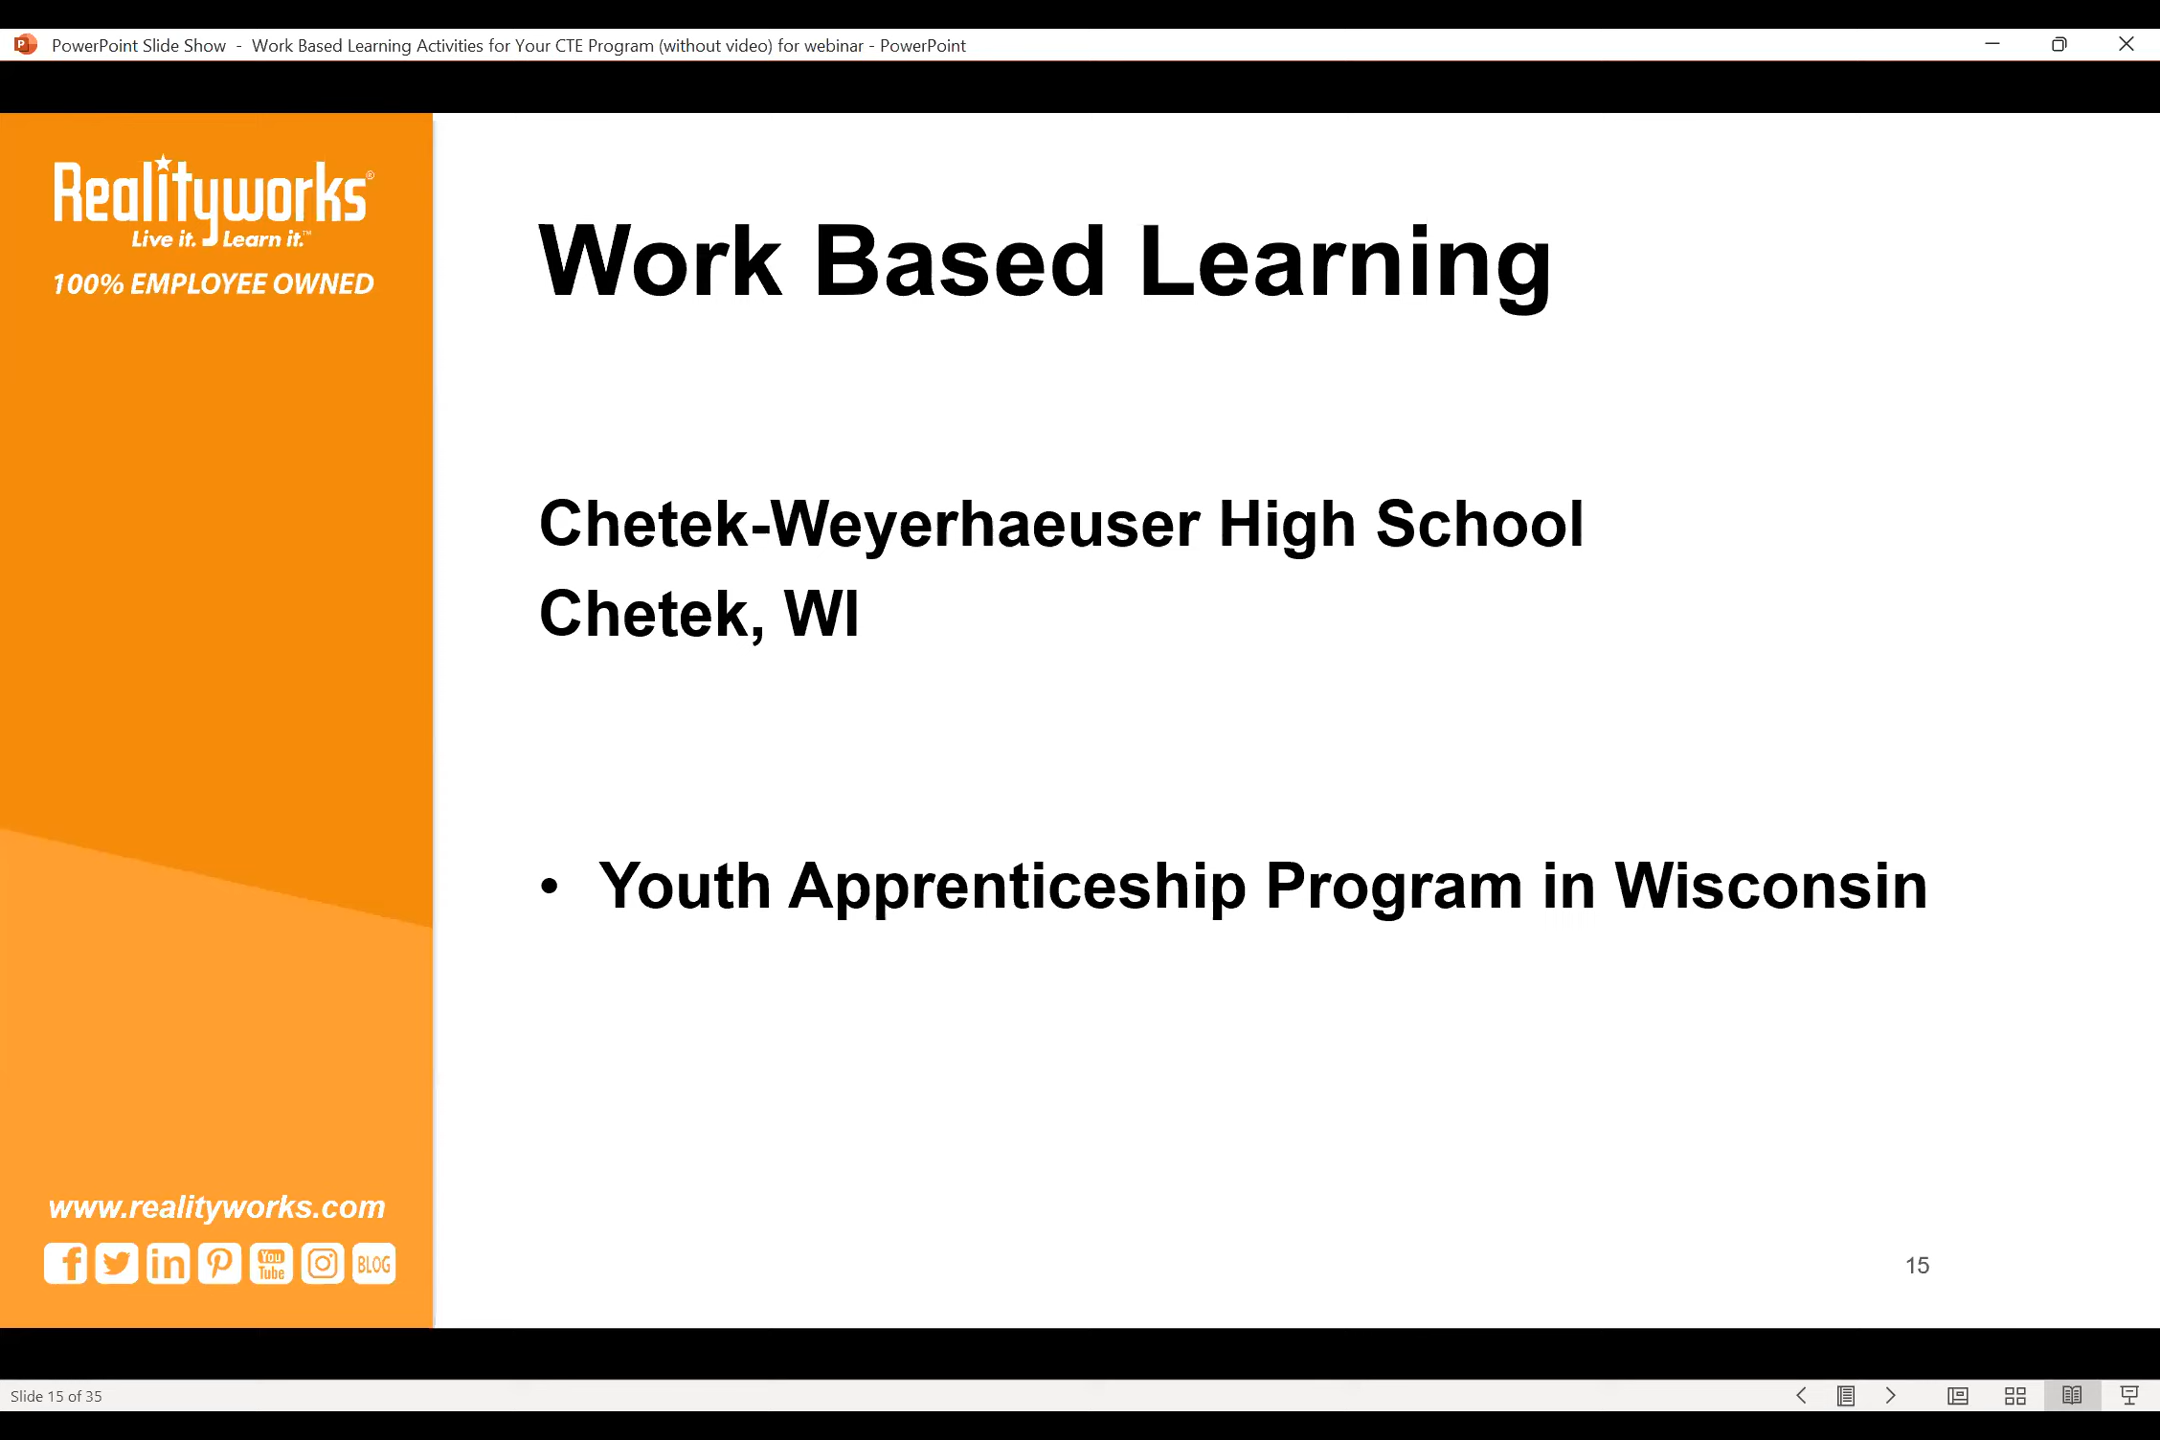 PowerPoint Slide Show - Work Based Learning Activities for Your CTE Program (without video) for webinar - PowerPoint
Realityworks®
Live it. Learn it.™
100% EMPLOYEE OWNED
Work Based Learning
Chetek-Weyerhaeuser High School
Chetek, WI
• Youth Apprenticeship Program in Wisconsin
www.realityworks.com
You Tube BLOG
15
Slide 15 of 35